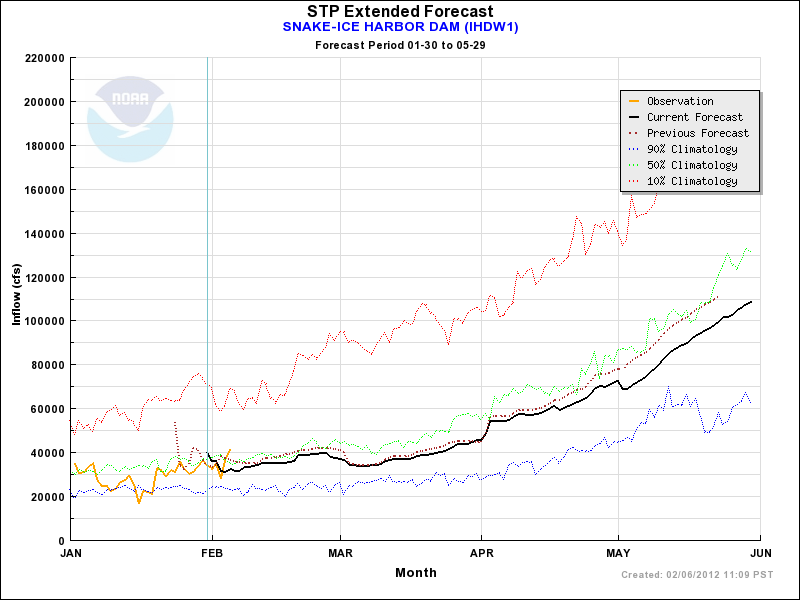 STP Extended Forecast
SNAKE-ICE HARBOR DAM (IHDW1)
Forecast Period 01-30 to 05-29
220000
200000
180000
160000
140000
120000
100000
80000
60000
40000
20000
0
Inflow (cfs)
NOAA
Observation
Current Forecast
Previous Forecast
90% Climatology
50% Climatology
10% Climatology
JAN FEB MAR APR MAY JUN
Month
Created: 02/06/2012 11:09 PST